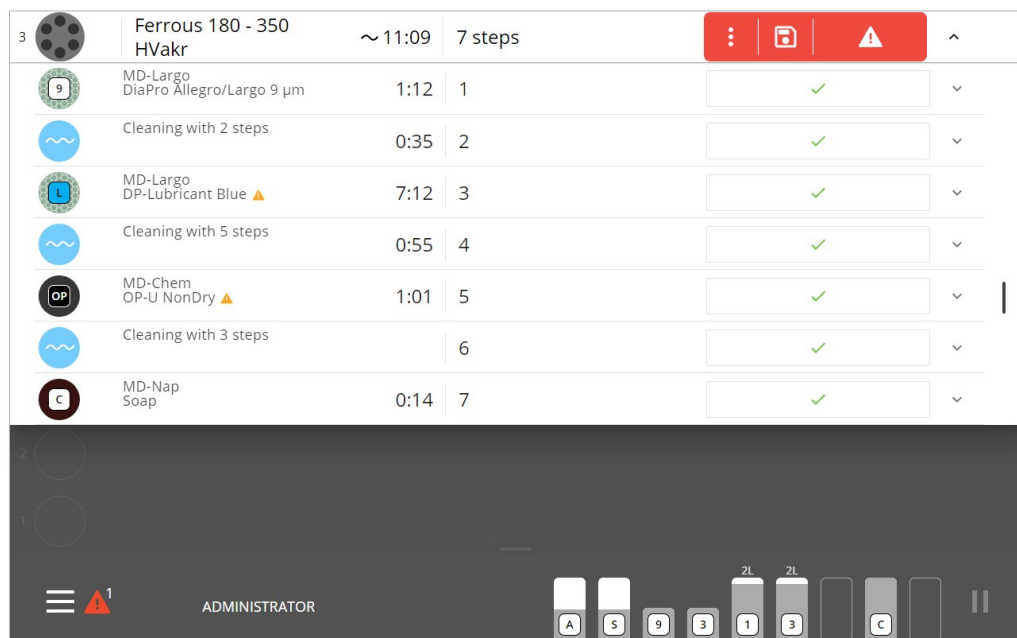 3
Ferrous 180 - 350
HVakr
~ 11:09
7 steps
9
MD-Largo
DiaPro Allegro/Largo 9 µm
1:12
1
Cleaning with 2 steps
0:35
2
L
MD-Largo
DP-Lubricant Blue
7:12
3
Cleaning with 5 steps
0:55
4
OP
MD-Chem
OP-U NonDry
1:01
5
Cleaning with 3 steps
6
C
MD-Nap
Soap
0:14
7
2
1
1
ADMINISTRATOR
2L
2L
A
S
9
3
1
3
C